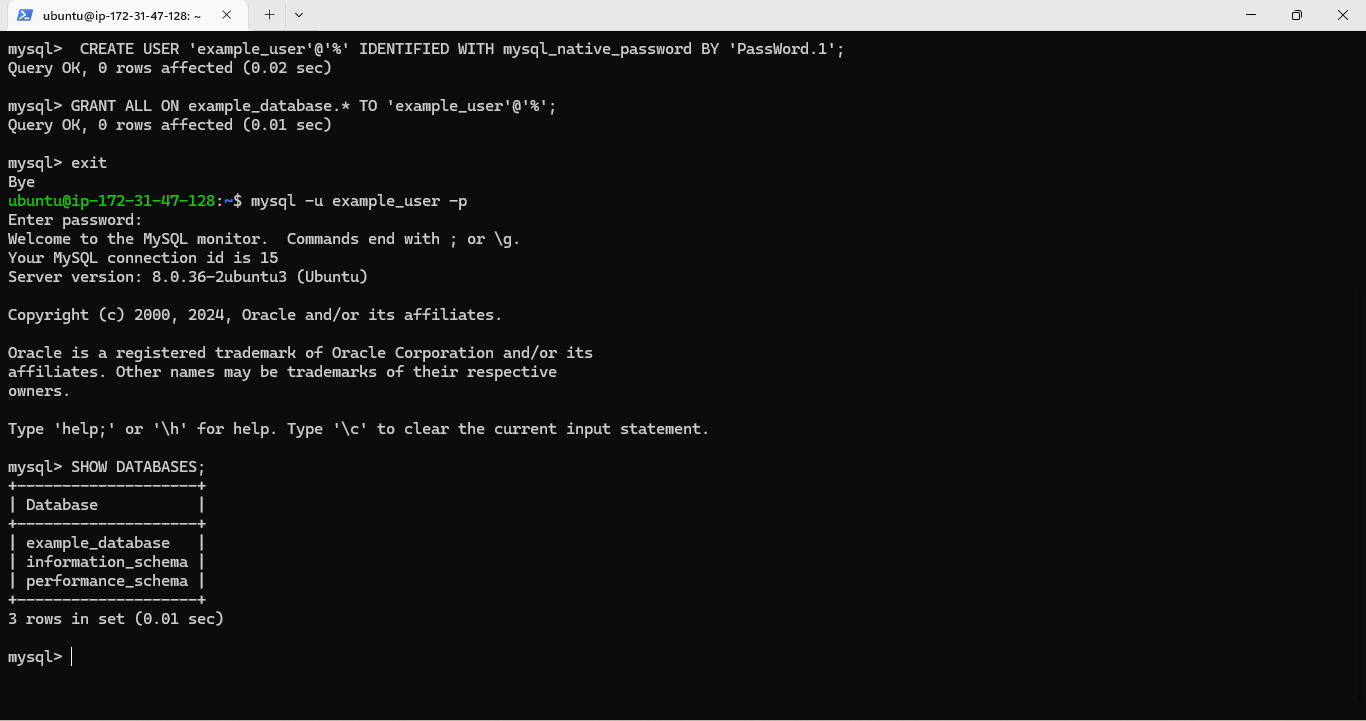 ubuntu@ip-172-31-47-128: ~
mysql>  CREATE USER 'example_user'@'%' IDENTIFIED WITH mysql_native_password BY 'PassWord.1';
Query OK, 0 rows affected (0.02 sec)
mysql> GRANT ALL ON example_database.* TO 'example_user'@'%';
Query OK, 0 rows affected (0.01 sec)
mysql> exit
Bye
ubuntu@ip-172-31-47-128:~$ mysql -u example_user -p
Enter password:
Welcome to the MySQL monitor.  Commands end with ; or \g.
Your MySQL connection id is 15
Server version: 8.0.36-2ubuntu3 (Ubuntu)
Copyright (c) 2000, 2024, Oracle and/or its affiliates.
Oracle is a registered trademark of Oracle Corporation and/or its
affiliates. Other names may be trademarks of their respective
owners.
Type 'help;' or '\h' for help. Type '\c' to clear the current input statement.
mysql> SHOW DATABASES;
+--------------------+
| Database           |
+--------------------+
| example_database   |
| information_schema |
| performance_schema |
+--------------------+
3 rows in set (0.01 sec)
mysql>